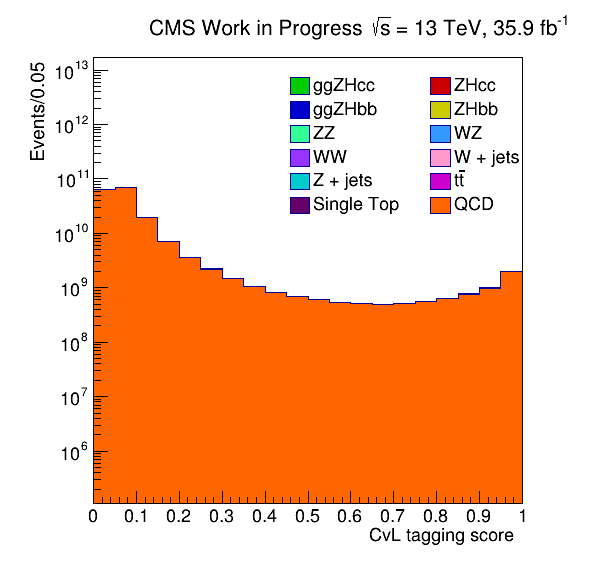 CMS Work in Progress √s = 13 TeV, 35.9 fb⁻¹
Events/0.05
10¹³
10¹²
10¹¹
10¹⁰
10⁹
10⁸
10⁷
10⁶
ggZHcc ZHcc
ggZHbb ZHbb
ZZ WZ
WW W + jets
Z + jets tt̄
Single Top QCD
0 0.1 0.2 0.3 0.4 0.5 0.6 0.7 0.8 0.9 1
CvL tagging score